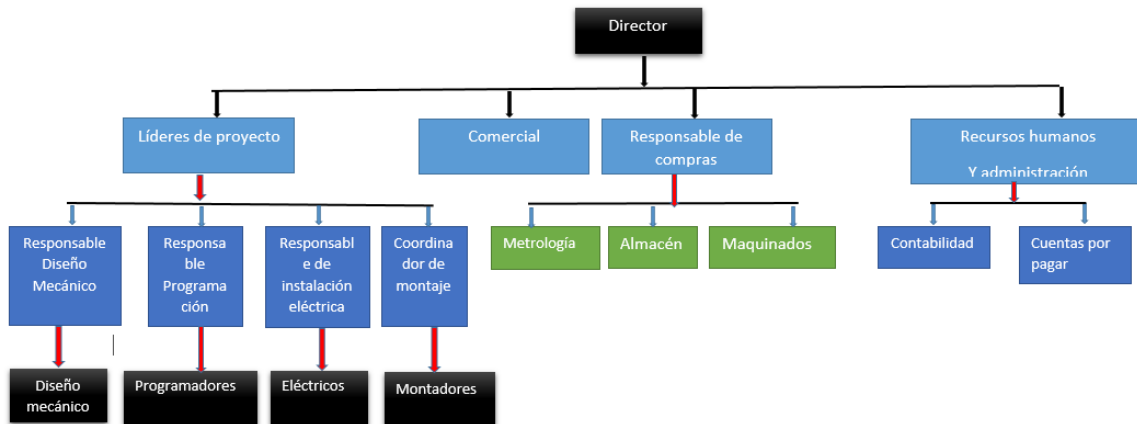 Director
Líderes de proyecto
Comercial
Responsable de
compras
Recursos humanos
Y administración
Responsable
Diseño
Mecánico
Responsa
ble
Programa
ción
Responsabl
e de
instalación
eléctrica
Coordina
dor de
montaje
Metrología
Almacén
Maquinados
Contabilidad
Cuentas por
pagar
Diseño
mecánico
Programadores
Eléctricos
Montadores